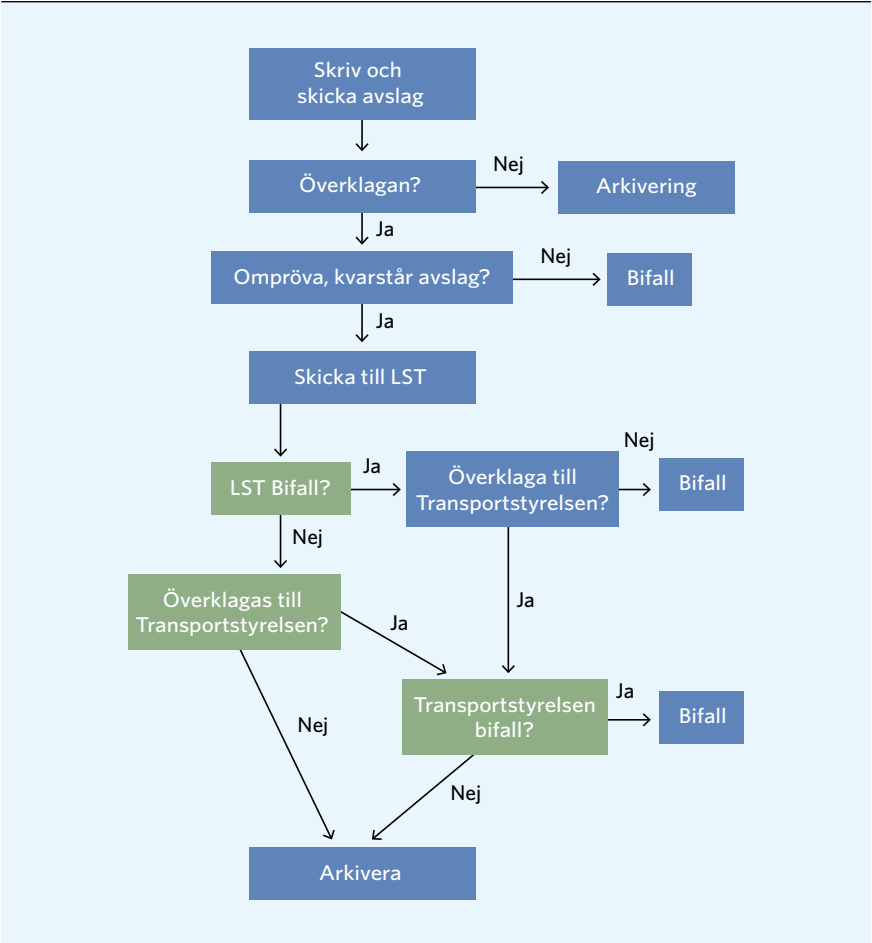 Skriv och
skicka avslag
Överklagan?
Nej
Arkivering
Ja
Ompröva, kvarstår avslag?
Nej
Bifall
Ja
Skicka till LST
LST Bifall?
Ja
Överklaga till
Transportstyrelsen?
Nej
Bifall
Nej
Ja
Överklagas till
Transportstyrelsen?
Ja
Transportstyrelsen
bifall?
Ja
Bifall
Nej
Nej
Arkivera